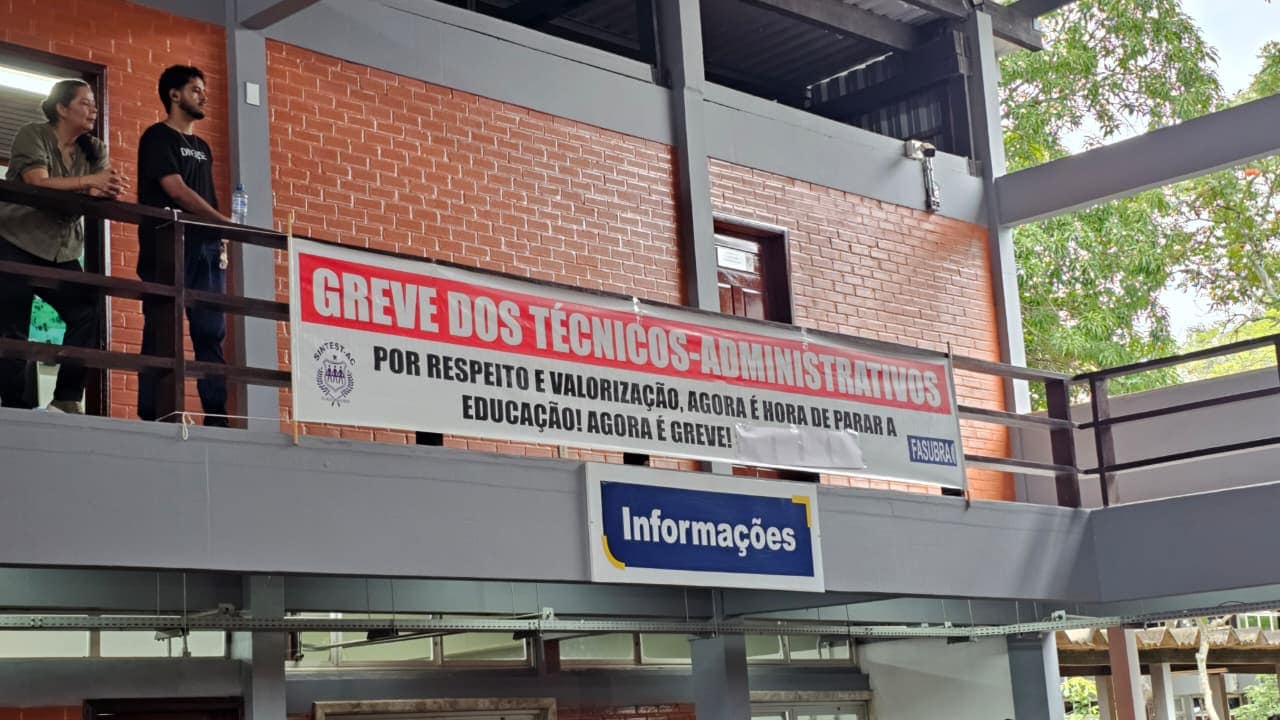 GREVE DOS TÉCNICOS-ADMINISTRATIVOS
SINTEST-AC
POR RESPEITO E VALORIZAÇÃO, AGORA É HORA DE PARAR A
EDUCAÇÃO! AGORA É GREVE!
FASUBRA
Informações